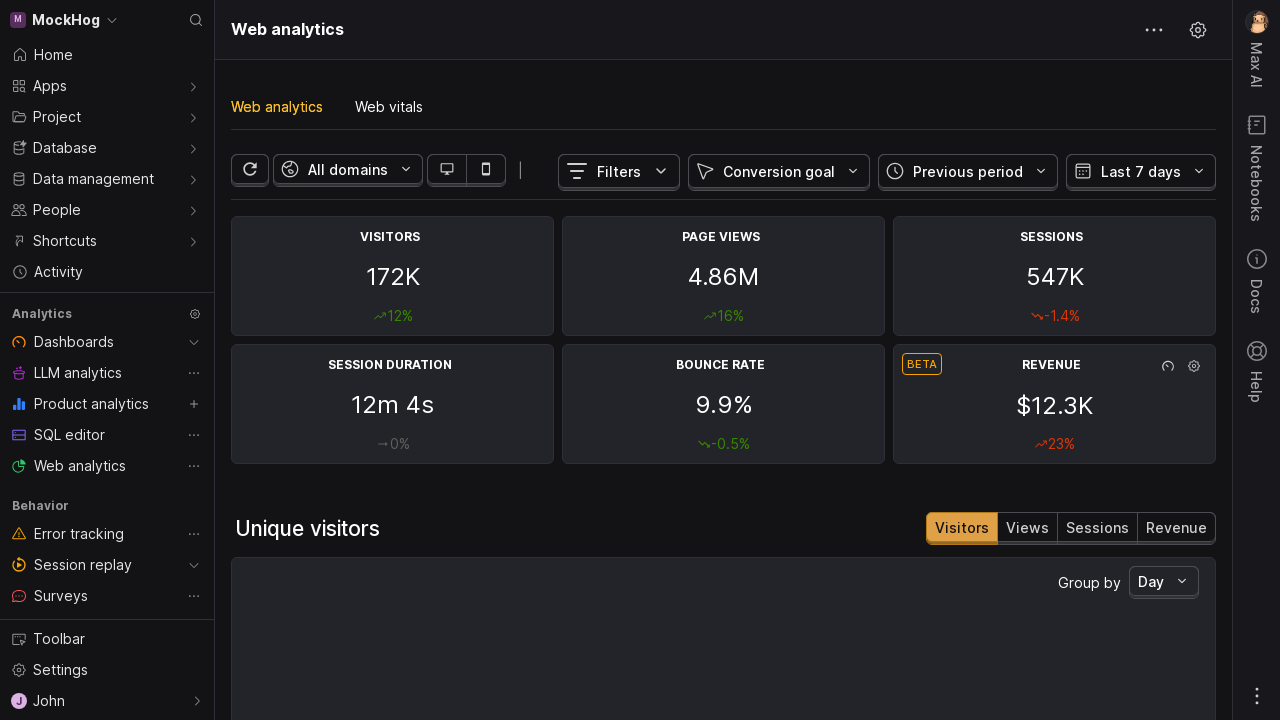 M MockHog
Home
Apps
Project
Database
Data management
People
Shortcuts
Activity
Analytics
Dashboards
LLM analytics
Product analytics
SQL editor
Web analytics
Behavior
Error tracking
Session replay
Surveys
Toolbar
Settings
J John
Web analytics
Web analytics Web vitals
All domains Filters Conversion goal Previous period Last 7 days
VISITORS
172K
12%
PAGE VIEWS
4.86M
16%
SESSIONS
547K
-1.4%
SESSION DURATION
12m 4s
0%
BOUNCE RATE
9.9%
-0.5%
BETA REVENUE
$12.3K
23%
Unique visitors Visitors Views Sessions Revenue
Group by Day
Max AI
Notebooks
Docs
Help